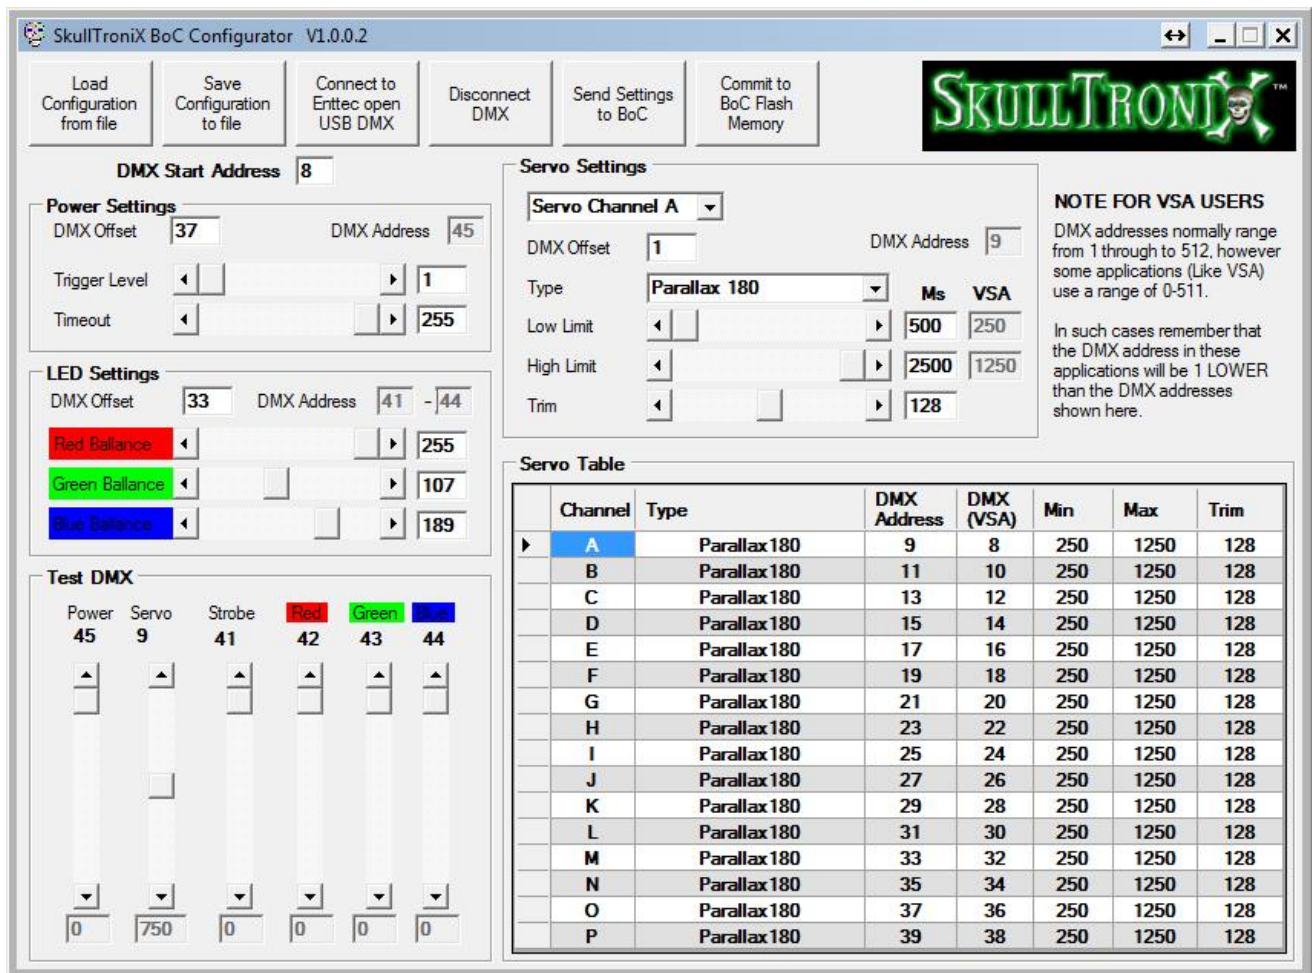 SkullTroniX BoC Configurator V1.0.0.2
Load Configuration from file
Save Configuration to file
Connect to Enttec open USB DMX
Disconnect DMX
Send Settings to BoC
Commit to BoC Flash Memory
SKULLTRONIX™
DMX Start Address 8
Power Settings
DMX Offset 37 DMX Address 45
Trigger Level 1
Timeout 255
LED Settings
DMX Offset 33 DMX Address 41 - 44
Red Ballance 255
Green Ballance 107
Blue Ballance 189
Test DMX
Power Servo Strobe Red Green Blue
45 9 41 42 43 44
0 750 0 0 0 0
Servo Settings
Servo Channel A
DMX Offset 1 DMX Address 9
Type Parallax 180 Ms VSA
Low Limit 500 250
High Limit 2500 1250
Trim 128
NOTE FOR VSA USERS
DMX addresses normally range
from 1 through to 512, however
some applications (Like VSA)
use a range of 0-511.
In such cases remember that
the DMX address in these
applications will be 1 LOWER
than the DMX addresses
shown here.
Servo Table
Channel Type DMX Address DMX (VSA) Min Max Trim
A Parallax180 9 8 250 1250 128
B Parallax180 11 10 250 1250 128
C Parallax180 13 12 250 1250 128
D Parallax180 15 14 250 1250 128
E Parallax180 17 16 250 1250 128
F Parallax180 19 18 250 1250 128
G Parallax180 21 20 250 1250 128
H Parallax180 23 22 250 1250 128
I Parallax180 25 24 250 1250 128
J Parallax180 27 26 250 1250 128
K Parallax180 29 28 250 1250 128
L Parallax180 31 30 250 1250 128
M Parallax180 33 32 250 1250 128
N Parallax180 35 34 250 1250 128
O Parallax180 37 36 250 1250 128
P Parallax180 39 38 250 1250 128